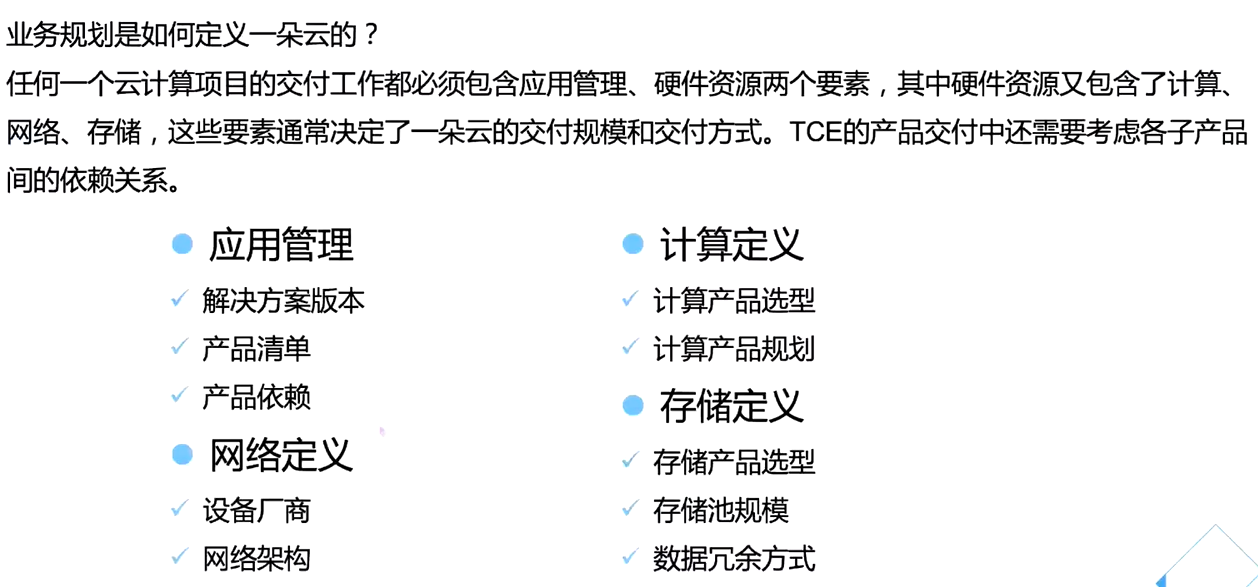 业务规划是如何定义一朵云的？
任何一个云计算项目的交付工作都必须包含应用管理、硬件资源两个要素，其中硬件资源又包含了计算、
网络、存储，这些要素通常决定了一朵云的交付规模和交付方式。TCE的产品交付中还需要考虑各子产品
间的依赖关系。
应用管理
解决方案版本
产品清单
产品依赖
网络定义
设备厂商
网络架构
计算定义
计算产品选型
计算产品规划
存储定义
存储产品选型
存储池规模
数据冗余方式